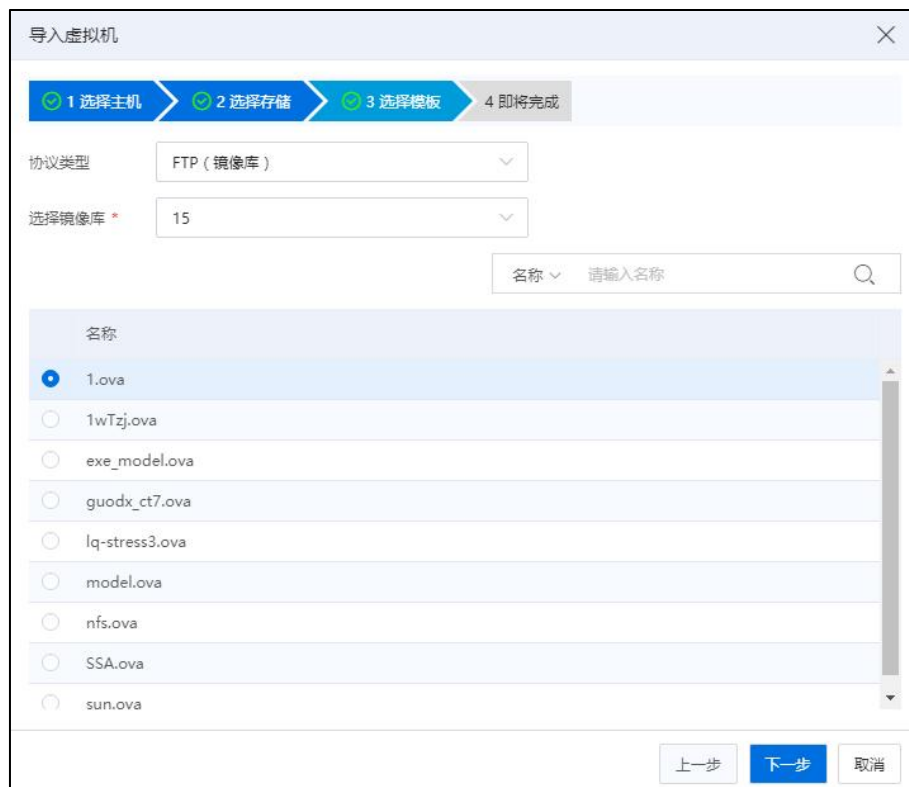 导入虚拟机
1 选择主机 2 选择存储 3 选择模板 4 即将完成
协议类型 FTP（镜像库）
选择镜像库 * 15
名称 请输入名称
名称
1.ova
1wTzj.ova
exe_model.ova
guodx_ct7.ova
lq-stress3.ova
model.ova
nfs.ova
SSA.ova
sun.ova
上一步 下一步 取消